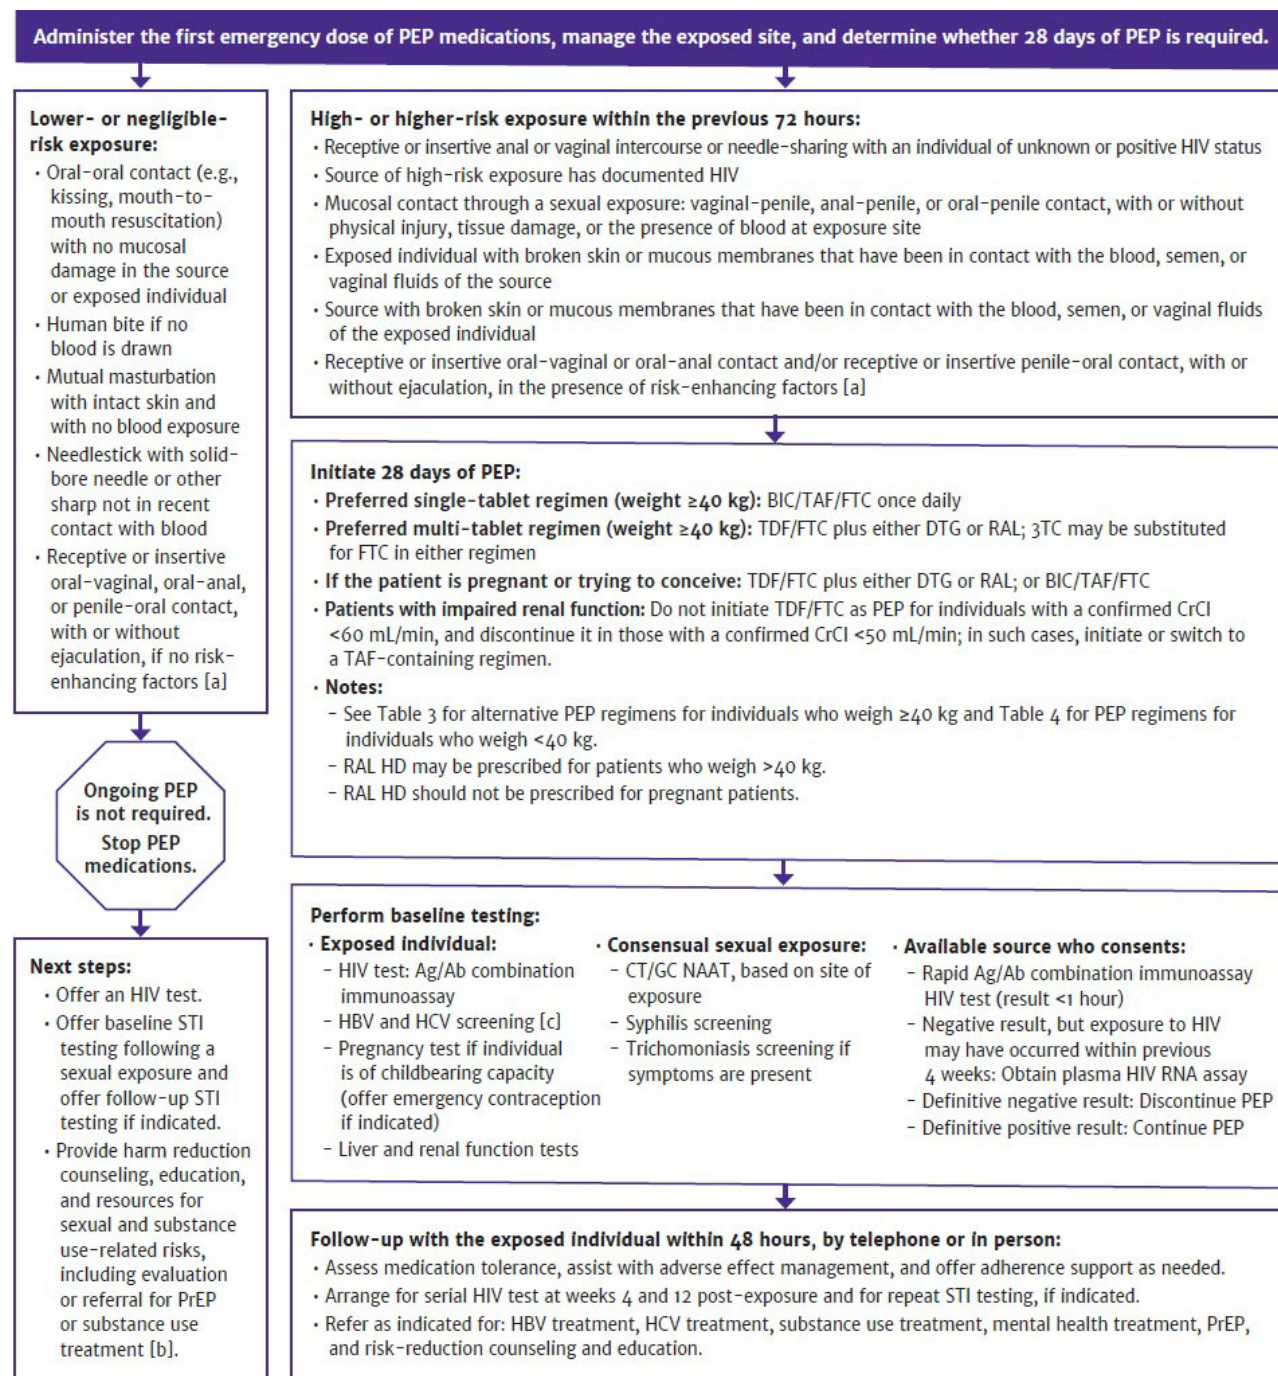 Administer the first emergency dose of PEP medications, manage the exposed site, and determine whether 28 days of PEP is required.
Lower- or negligible-
risk exposure:
· Oral-oral contact (e.g.,
kissing, mouth-to-
mouth resuscitation)
with no mucosal
damage in the source
or exposed individual
· Human bite if no
blood is drawn
· Mutual masturbation
with intact skin and
with no blood exposure
· Needlestick with solid-
bore needle or other
sharp not in recent
contact with blood
· Receptive or insertive
oral-vaginal, oral-anal,
or penile-oral contact,
with or without
ejaculation, if no risk-
enhancing factors [a]
Ongoing PEP
is not required.
Stop PEP
medications.
Next steps:
· Offer an HIV test.
· Offer baseline STI
testing following a
sexual exposure and
offer follow-up STI
testing if indicated.
· Provide harm reduction
counseling, education,
and resources for
sexual and substance
use-related risks,
including evaluation
or referral for PrEP
or substance use
treatment [b].
High- or higher-risk exposure within the previous 72 hours:
· Receptive or insertive anal or vaginal intercourse or needle-sharing with an individual of unknown or positive HIV status
· Source of high-risk exposure has documented HIV
· Mucosal contact through a sexual exposure: vaginal-penile, anal-penile, or oral-penile contact, with or without
physical injury, tissue damage, or the presence of blood at exposure site
· Exposed individual with broken skin or mucous membranes that have been in contact with the blood, semen, or
vaginal fluids of the source
· Source with broken skin or mucous membranes that have been in contact with the blood, semen, or vaginal fluids
of the exposed individual
· Receptive or insertive oral-vaginal or oral-anal contact and/or receptive or insertive penile-oral contact, with or
without ejaculation, in the presence of risk-enhancing factors [a]
Initiate 28 days of PEP:
· Preferred single-tablet regimen (weight ≥40 kg): BIC/TAF/FTC once daily
· Preferred multi-tablet regimen (weight ≥40 kg): TDF/FTC plus either DTG or RAL; 3TC may be substituted
for FTC in either regimen
· If the patient is pregnant or trying to conceive: TDF/FTC plus either DTG or RAL; or BIC/TAF/FTC
· Patients with impaired renal function: Do not initiate TDF/FTC as PEP for individuals with a confirmed CrCl
<60 mL/min, and discontinue it in those with a confirmed CrCl <50 mL/min; in such cases, initiate or switch to
a TAF-containing regimen.
· Notes:
– See Table 3 for alternative PEP regimens for individuals who weigh ≥40 kg and Table 4 for PEP regimens for
individuals who weigh <40 kg.
– RAL HD may be prescribed for patients who weigh >40 kg.
– RAL HD should not be prescribed for pregnant patients.
Perform baseline testing:
· Exposed individual:
– HIV test: Ag/Ab combination
immunoassay
– HBV and HCV screening [c]
– Pregnancy test if individual
is of childbearing capacity
(offer emergency contraception
if indicated)
– Liver and renal function tests
· Consensual sexual exposure:
– CT/GC NAAT, based on site of
exposure
– Syphilis screening
– Trichomoniasis screening if
symptoms are present
· Available source who consents:
– Rapid Ag/Ab combination immunoassay
HIV test (result <1 hour)
– Negative result, but exposure to HIV
may have occurred within previous
4 weeks: Obtain plasma HIV RNA assay
– Definitive negative result: Discontinue PEP
– Definitive positive result: Continue PEP
Follow-up with the exposed individual within 48 hours, by telephone or in person:
· Assess medication tolerance, assist with adverse effect management, and offer adherence support as needed.
· Arrange for serial HIV test at weeks 4 and 12 post-exposure and for repeat STI testing, if indicated.
· Refer as indicated for: HBV treatment, HCV treatment, substance use treatment, mental health treatment, PrEP,
and risk-reduction counseling and education.